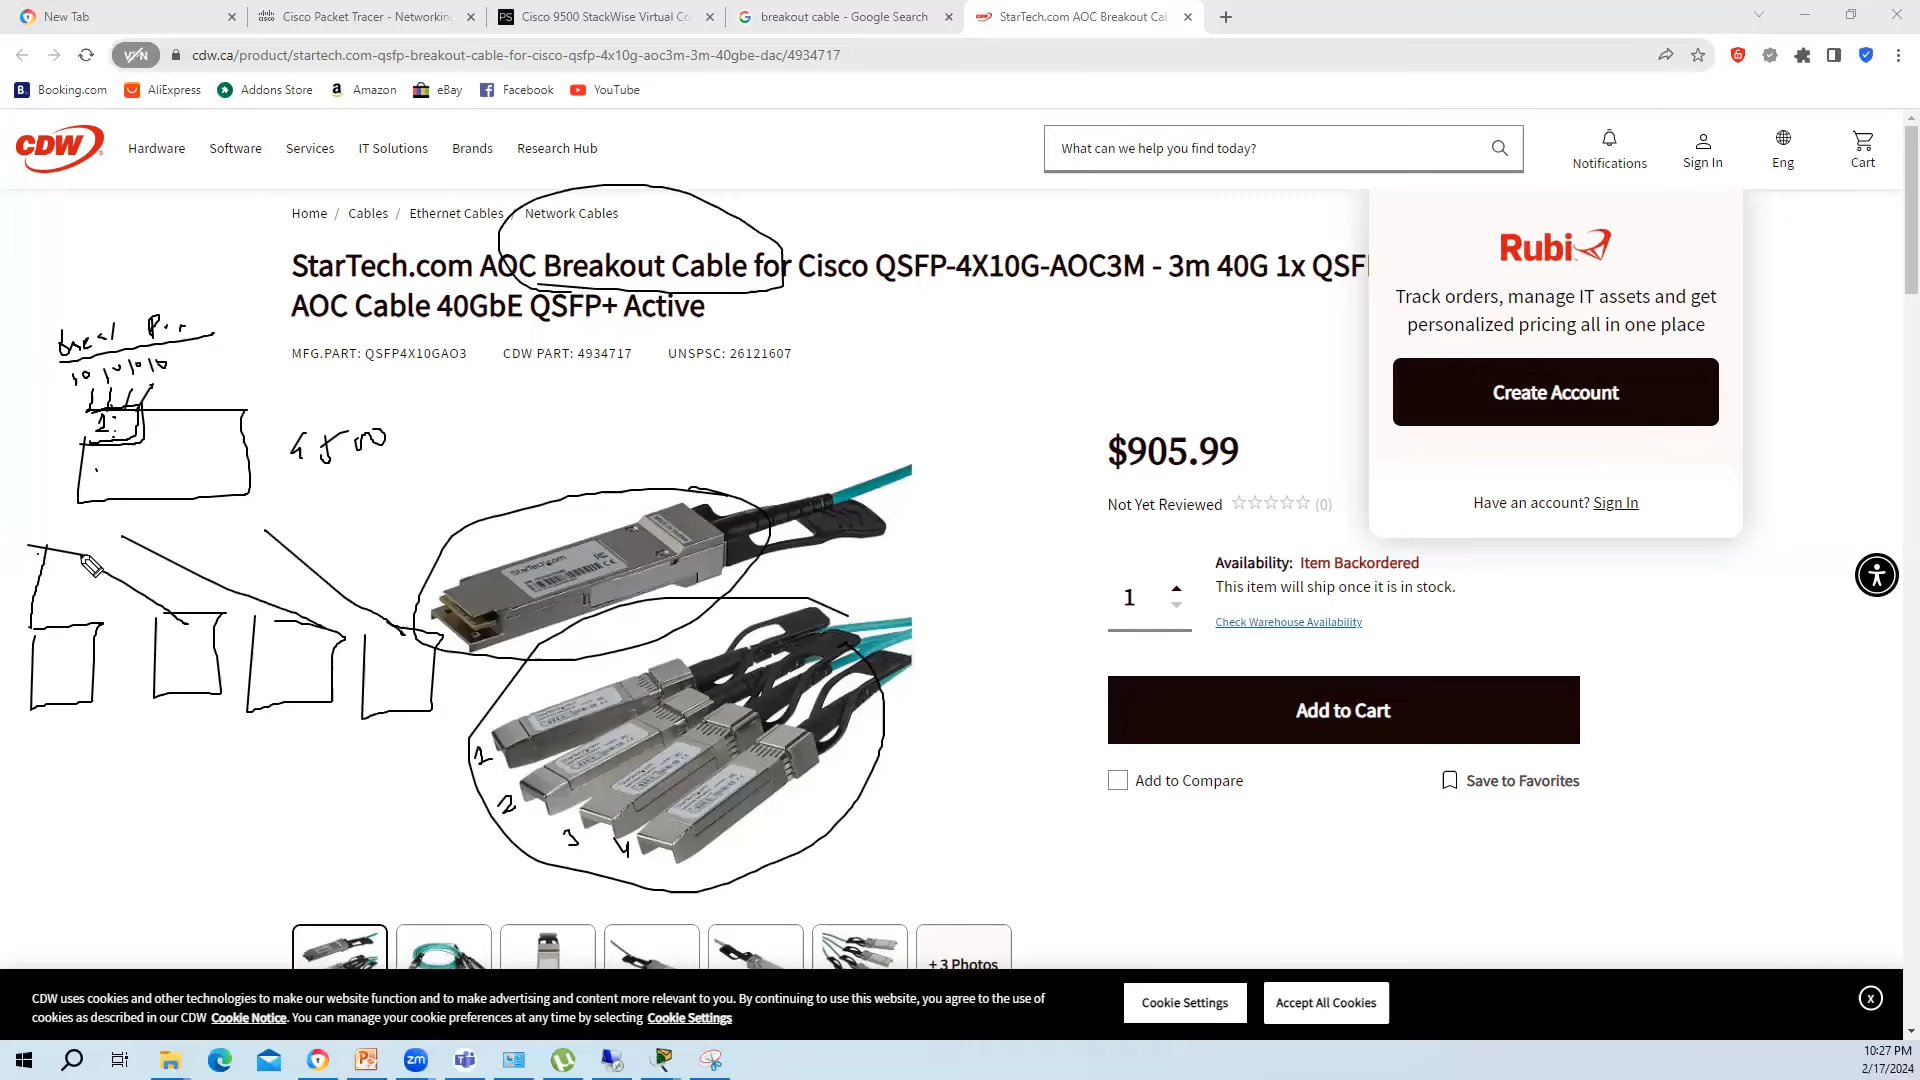 New Tab
Cisco Packet Tracer - Networking
Cisco 9500 StackWise Virtual Co
breakout cable - Google Search
StarTech.com AOC Breakout Cab
VPN
cdw.ca/product/startech.com-qsfp-breakout-cable-for-cisco-qsfp-4x10g-aoc3m-3m-40gbe-dac/4934717
Booking.com
AliExpress
Addons Store
Amazon
eBay
Facebook
YouTube
CDW
Hardware
Software
Services
IT Solutions
Brands
Research Hub
What can we help you find today?
Notifications
Sign In
Eng
Cart
Home / Cables / Ethernet Cables / Network Cables
StarTech.com AOC Breakout Cable for Cisco QSFP-4X10G-AOC3M - 3m 40G 1x QSF
AOC Cable 40GbE QSFP+ Active
MFG.PART: QSFP4X10GAO3 CDW PART: 4934717 UNSPSC: 26121607
Rubi
Track orders, manage IT assets and get
personalized pricing all in one place
Create Account
Have an account? Sign In
10 10 10 10
1
StarTech.com
$905.99
Not Yet Reviewed (0)
Availability: Item Backordered
This item will ship once it is in stock.
1
Check Warehouse Availability
Add to Cart
Add to Compare
Save to Favorites
1
2
3
4
+ 3 Photos
CDW uses cookies and other technologies to make our website function and to make advertising and content more relevant to you. By continuing to use this website, you agree to the use of
cookies as described in our CDW Cookie Notice. You can manage your cookie preferences at any time by selecting Cookie Settings
Cookie Settings
Accept All Cookies
x
zm
10:27 PM
2/17/2024